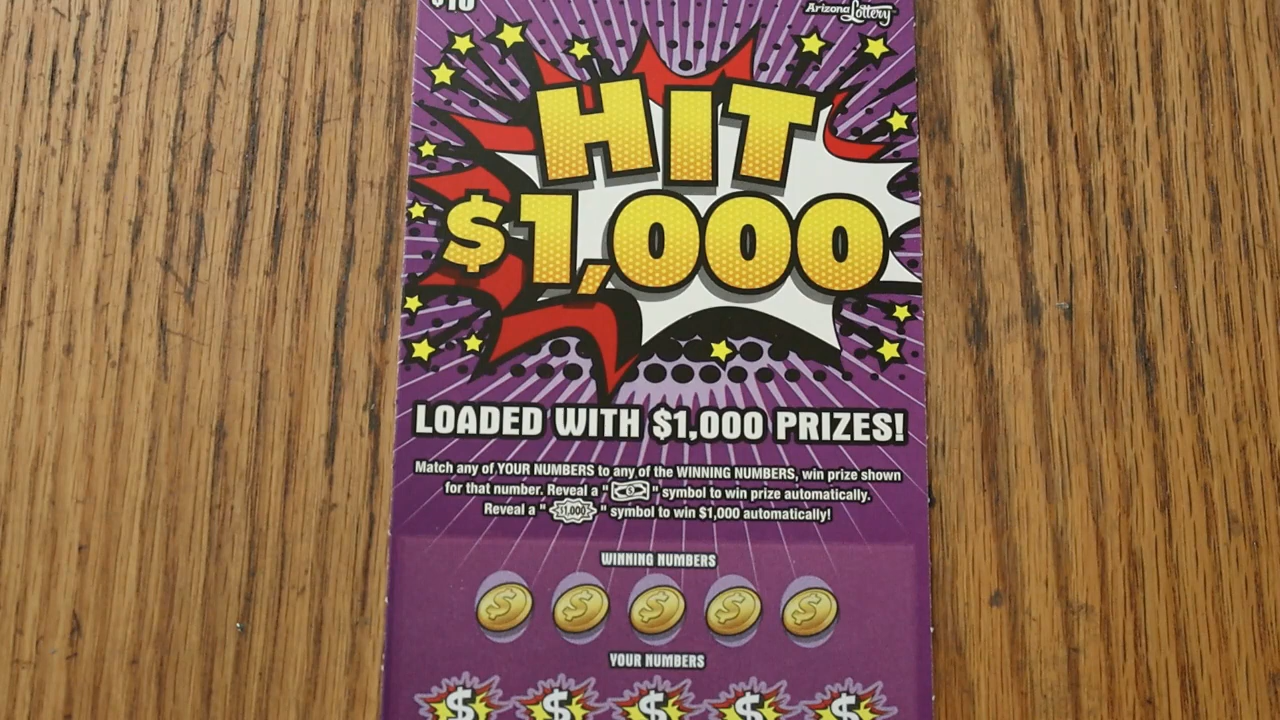 $10
Arizona Lottery
HIT
$1,000
LOADED WITH $1,000 PRIZES!
Match any of YOUR NUMBERS to any of the WINNING NUMBERS, win prize shown
for that number. Reveal a " " symbol to win prize automatically.
Reveal a " $1,000 " symbol to win $1,000 automatically!
WINNING NUMBERS
$ $ $ $ $
YOUR NUMBERS
$ $ $ $ $